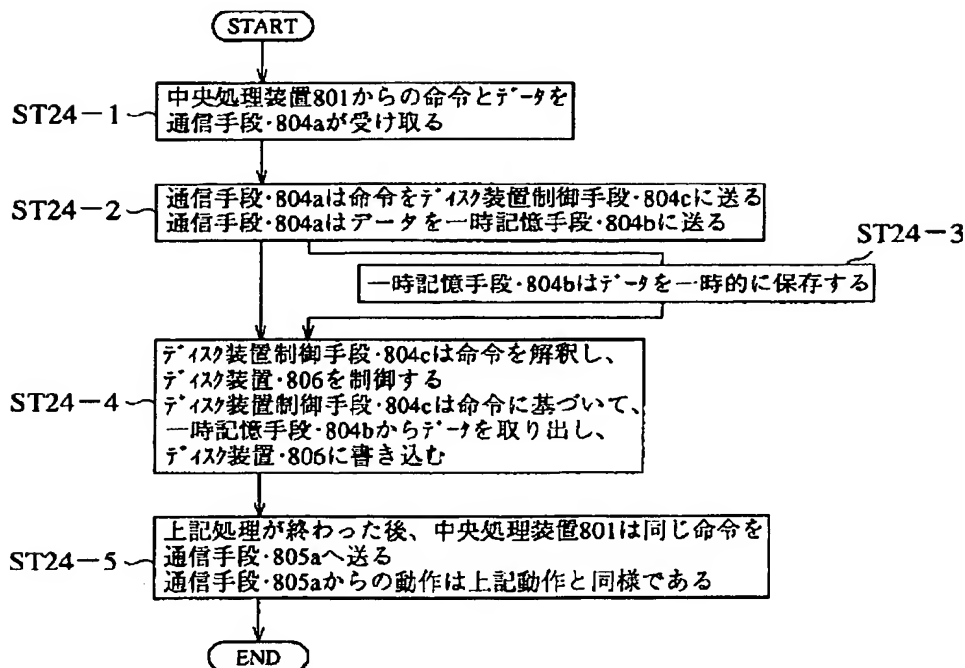 START
ST24-1
中央処理装置801からの命令とデータを
通信手段・804aが受け取る
ST24-2
通信手段・804aは命令をディスク装置制御手段・804cに送る
通信手段・804aはデータを一時記憶手段・804bに送る
ST24-3
一時記憶手段・804bはデータを一時的に保存する
ST24-4
ディスク装置制御手段・804cは命令を解釈し、
ディスク装置・806を制御する
ディスク装置制御手段・804cは命令に基づいて、
一時記憶手段・804bからデータを取り出し、
ディスク装置・806に書き込む
ST24-5
上記処理が終わった後、中央処理装置801は同じ命令を
通信手段・805aへ送る
通信手段・805aからの動作は上記動作と同様である
END